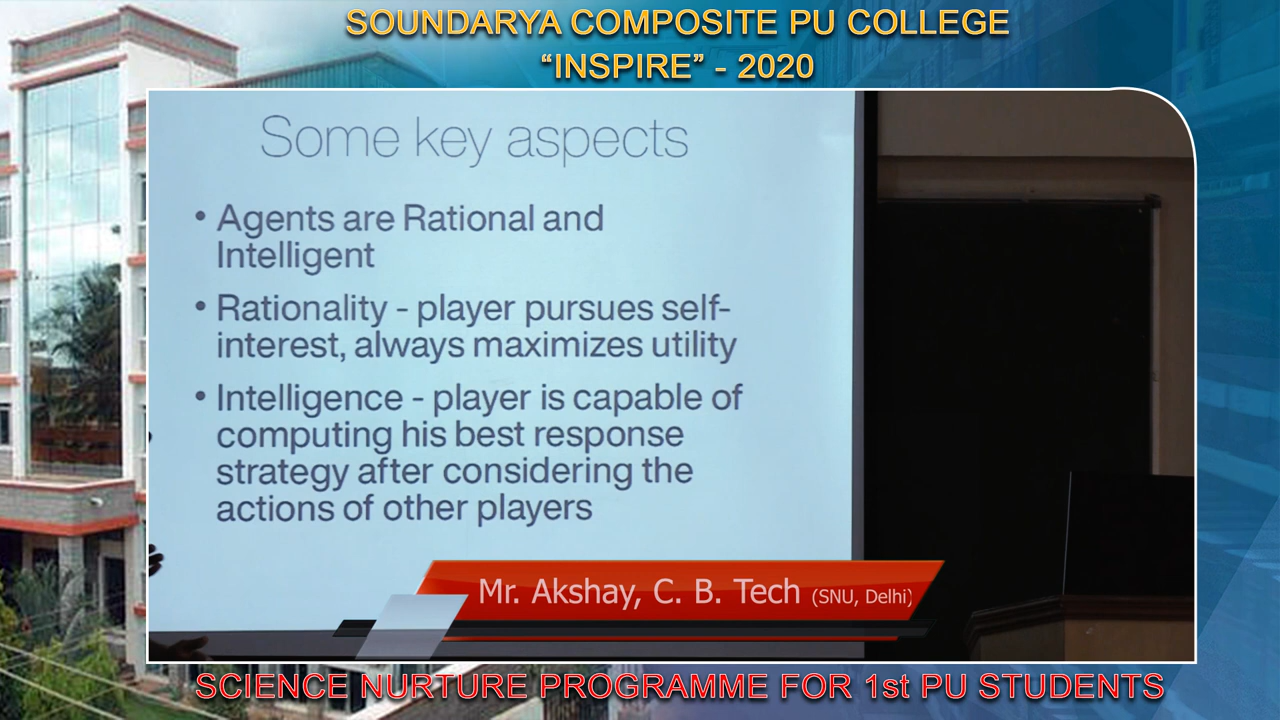 SOUNDARYA COMPOSITE PU COLLEGE
“INSPIRE” - 2020
Some key aspects
• Agents are Rational and
Intelligent
• Rationality - player pursues self-
interest, always maximizes utility
• Intelligence - player is capable of
computing his best response
strategy after considering the
actions of other players
Mr. Akshay, C. B. Tech (SNU, Delhi)
SCIENCE NURTURE PROGRAMME FOR 1st PU STUDENTS